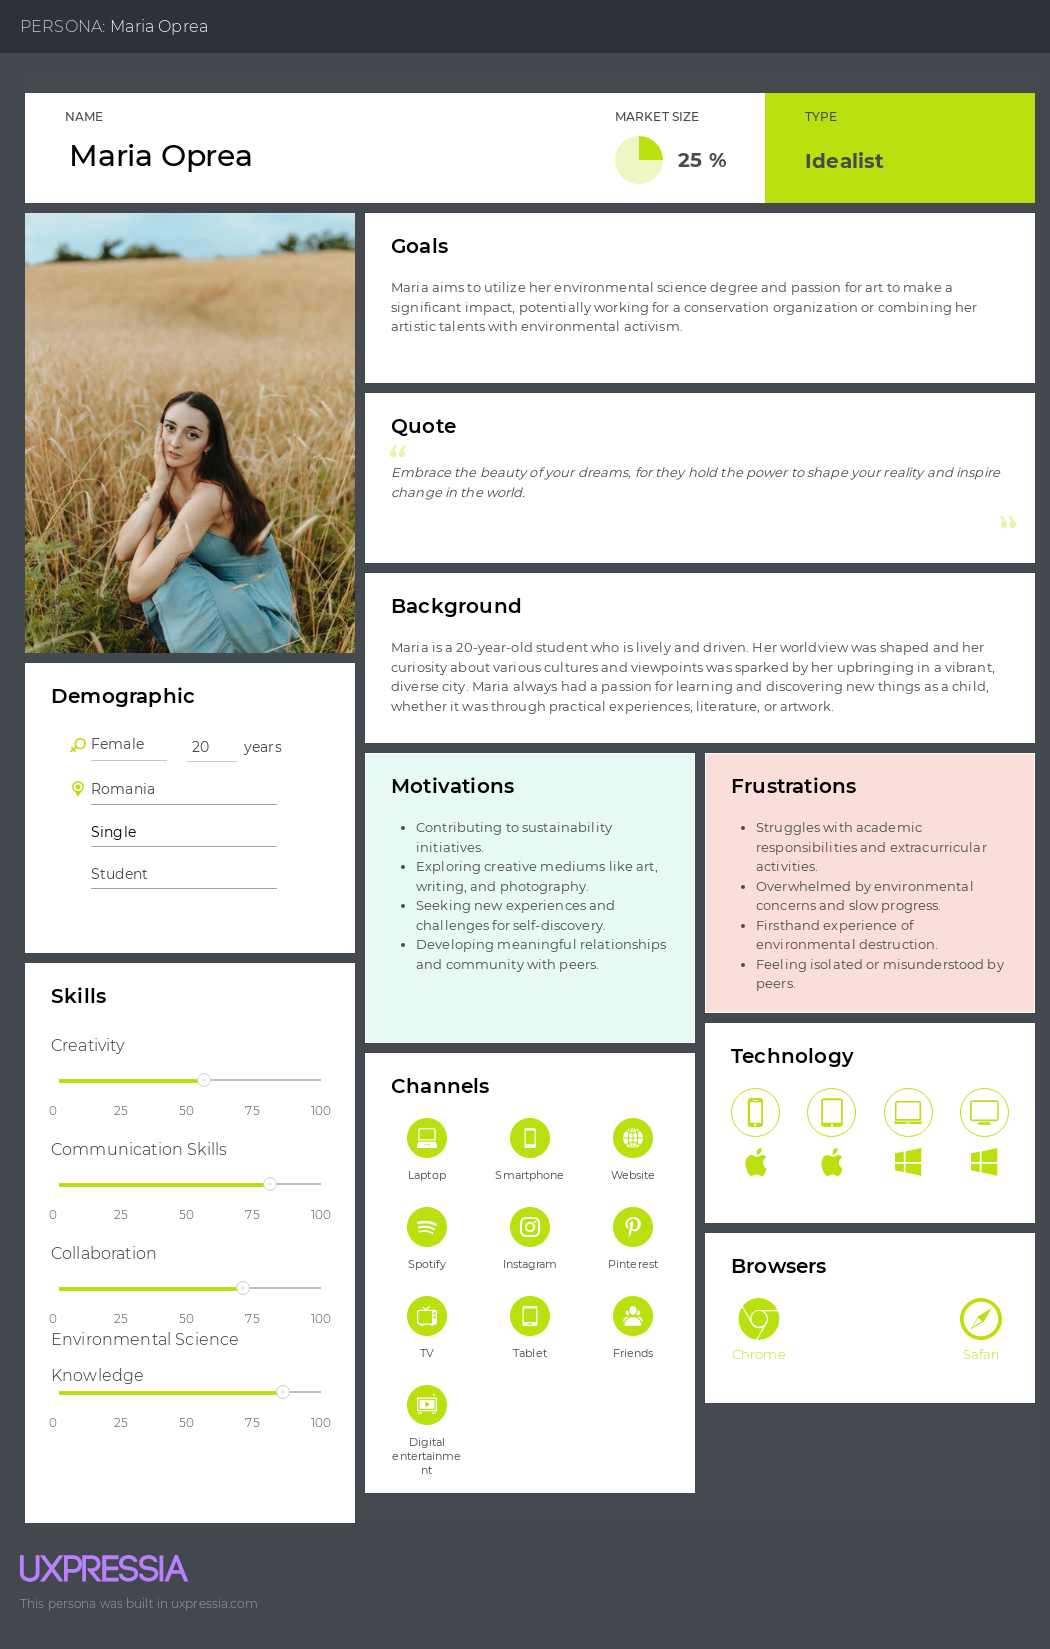 PERSONA: Maria Oprea
NAME
Maria Oprea
MARKET SIZE
25 %
TYPE
Idealist
Goals
Maria aims to utilize her environmental science degree and passion for art to make a
significant impact, potentially working for a conservation organization or combining her
artistic talents with environmental activism.
Quote
“
Embrace the beauty of your dreams, for they hold the power to shape your reality and inspire
change in the world.
”
Background
Maria is a 20-year-old student who is lively and driven. Her worldview was shaped and her
curiosity about various cultures and viewpoints was sparked by her upbringing in a vibrant,
diverse city. Maria always had a passion for learning and discovering new things as a child,
whether it was through practical experiences, literature, or artwork.
Demographic
Female 20 years
Romania
Single
Student
Skills
Creativity
0 25 50 75 100
Communication Skills
0 25 50 75 100
Collaboration
0 25 50 75 100
Environmental Science
Knowledge
0 25 50 75 100
Motivations
• Contributing to sustainability
initiatives.
• Exploring creative mediums like art,
writing, and photography.
• Seeking new experiences and
challenges for self-discovery.
• Developing meaningful relationships
and community with peers.
Frustrations
• Struggles with academic
responsibilities and extracurricular
activities.
• Overwhelmed by environmental
concerns and slow progress.
• Firsthand experience of
environmental destruction.
• Feeling isolated or misunderstood by
peers.
Channels
Laptop Smartphone Website
Spotify Instagram Pinterest
TV Tablet Friends
Digital
entertainme
nt
Technology
Browsers
Chrome Safari
UXPRESSIA
This persona was built in uxpressia.com